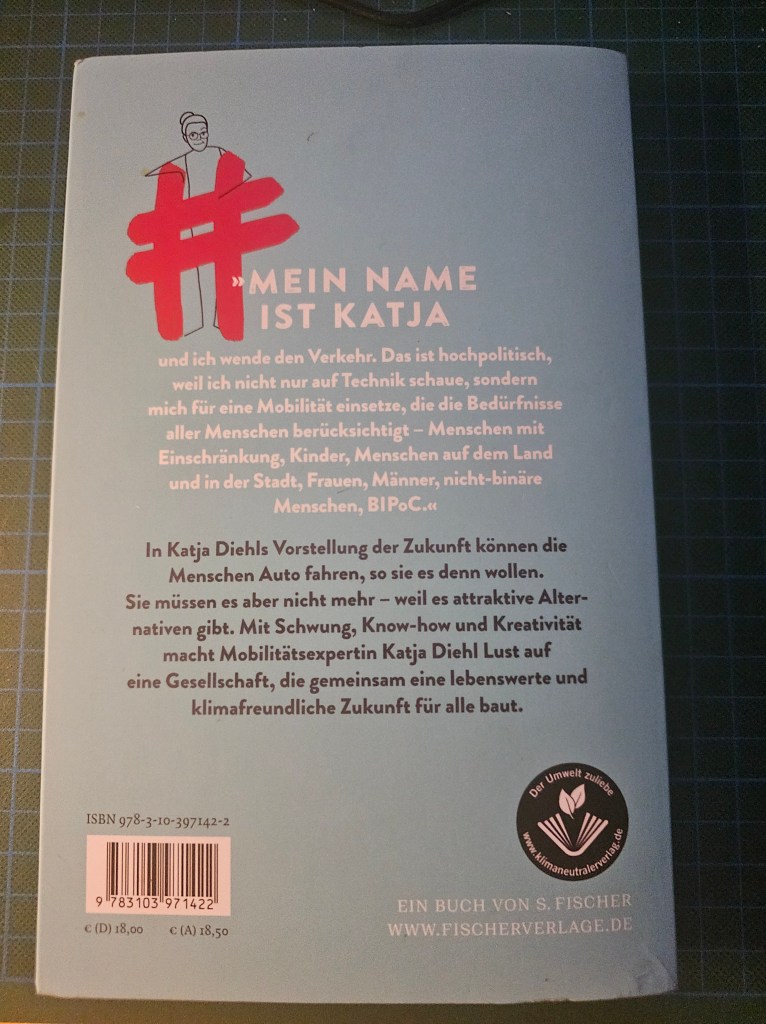 »MEIN NAME
IST KATJA
und ich wende den Verkehr. Das ist hochpolitisch,
weil ich nicht nur auf Technik schaue, sondern
mich für eine Mobilität einsetze, die die Bedürfnisse
aller Menschen berücksichtigt – Menschen mit
Einschränkung, Kinder, Menschen auf dem Land
und in der Stadt, Frauen, Männer, nicht-binäre
Menschen, BIPoC.«
In Katja Diehls Vorstellung der Zukunft können die
Menschen Auto fahren, so sie es denn wollen.
Sie müssen es aber nicht mehr – weil es attraktive Alter-
nativen gibt. Mit Schwung, Know-how und Kreativität
macht Mobilitätsexpertin Katja Diehl Lust auf
eine Gesellschaft, die gemeinsam eine lebenswerte und
klimafreundliche Zukunft für alle baut.
Der Umwelt zuliebe
www.klimaneutralerverlag.de
ISBN 978-3-10-397142-2
9 783103 971422
€ (D) 18,00 € (A) 18,50
EIN BUCH VON S. FISCHER
WWW.FISCHERVERLAGE.DE